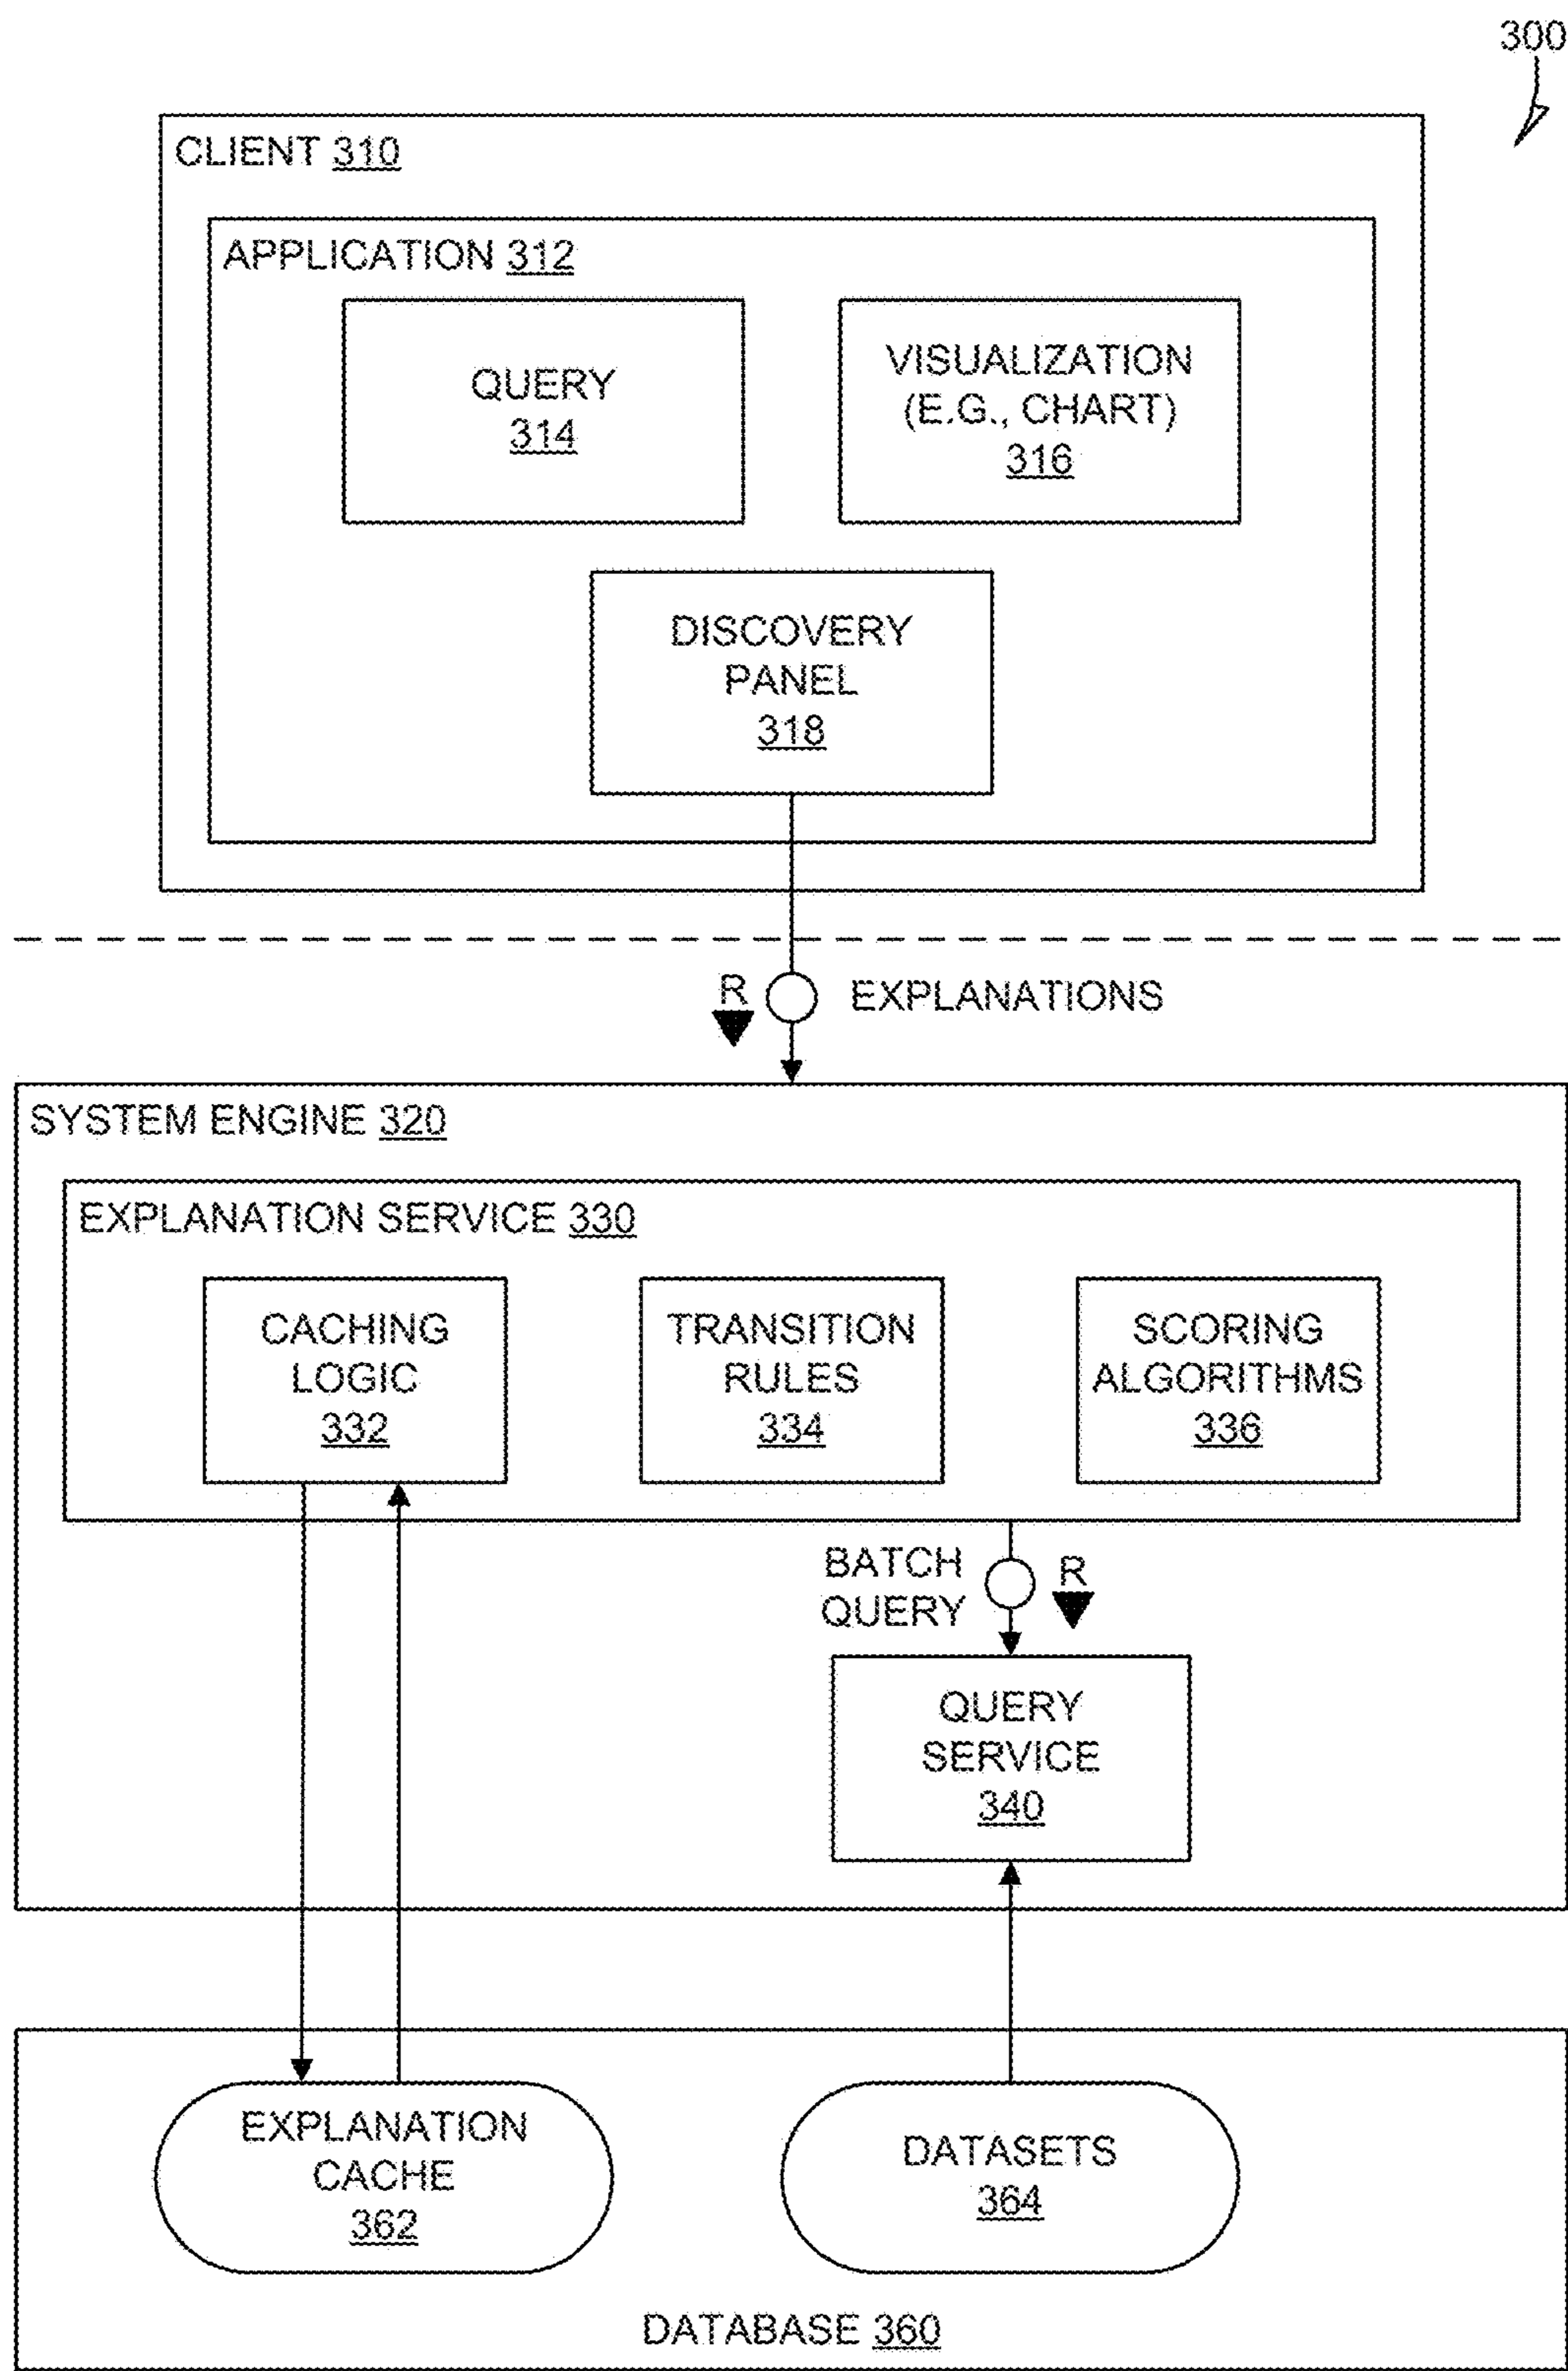 300
CLIENT 310
APPLICATION 312
QUERY
314
VISUALIZATION
(E.G., CHART)
316
DISCOVERY
PANEL
318
R
EXPLANATIONS
SYSTEM ENGINE 320
EXPLANATION SERVICE 330
CACHING
LOGIC
332
TRANSITION
RULES
334
SCORING
ALGORITHMS
336
BATCH
QUERY
R
QUERY
SERVICE
340
EXPLANATION
CACHE
362
DATASETS
364
DATABASE 360